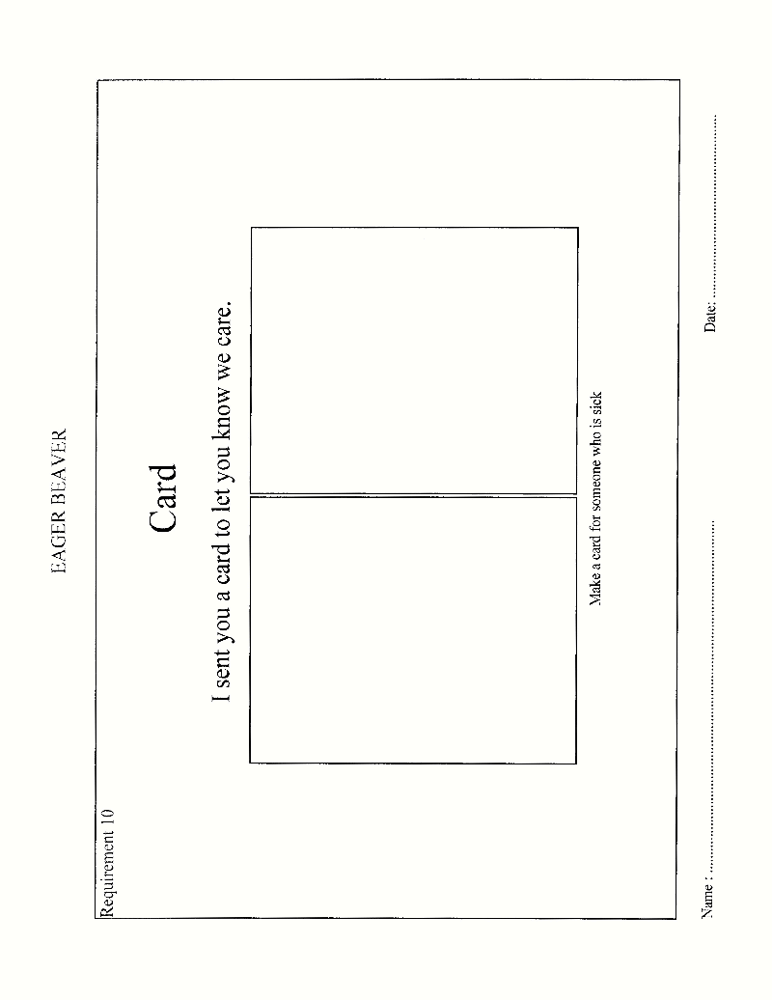 EAGER BEAVER
Requirement 10
Card
I sent you a card to let you know we care.
Make a card for someone who is sick
Name : ........................................................................................
Date: ........................................................